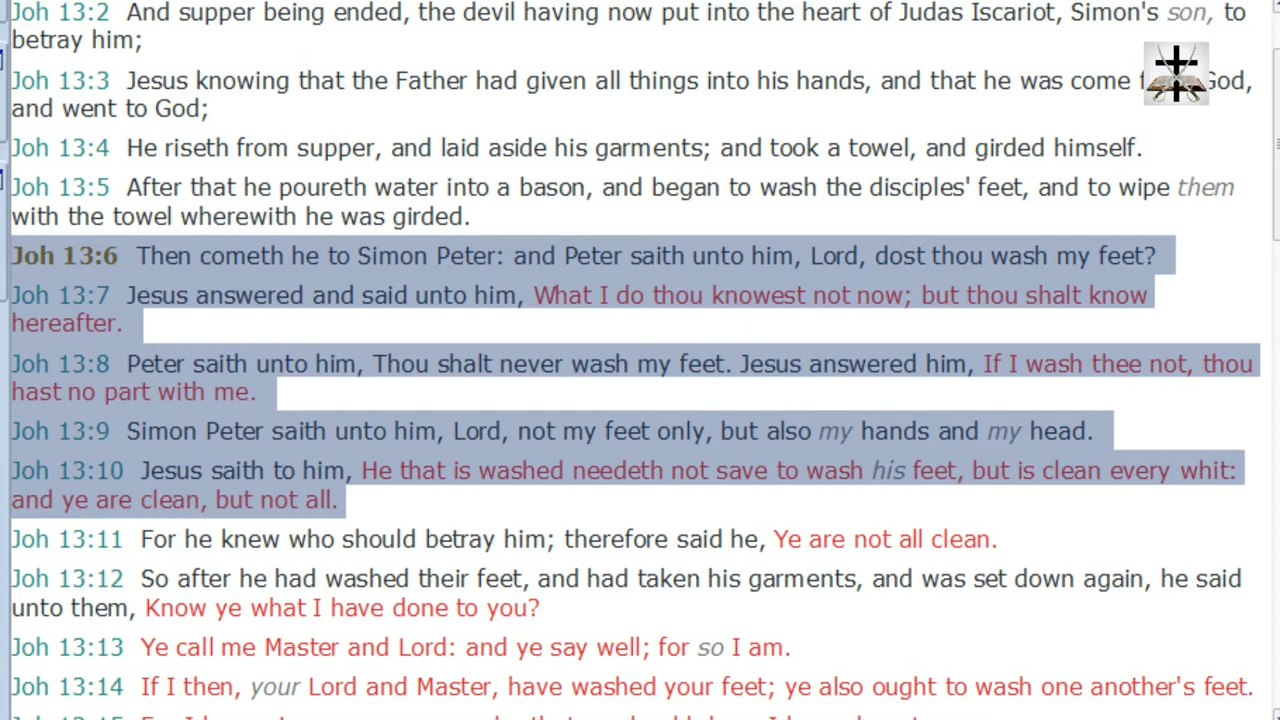 Joh 13:2 And supper being ended, the devil having now put into the heart of Judas Iscariot, Simon's son, to
betray him;
Joh 13:3 Jesus knowing that the Father had given all things into his hands, and that he was come God,
and went to God;
Joh 13:4 He riseth from supper, and laid aside his garments; and took a towel, and girded himself.
Joh 13:5 After that he poureth water into a bason, and began to wash the disciples' feet, and to wipe them
with the towel wherewith he was girded.
Joh 13:6 Then cometh he to Simon Peter: and Peter saith unto him, Lord, dost thou wash my feet?
Joh 13:7 Jesus answered and said unto him, What I do thou knowest not now; but thou shalt know
hereafter.
Joh 13:8 Peter saith unto him, Thou shalt never wash my feet. Jesus answered him, If I wash thee not, thou
hast no part with me.
Joh 13:9 Simon Peter saith unto him, Lord, not my feet only, but also my hands and my head.
Joh 13:10 Jesus saith to him, He that is washed needeth not save to wash his feet, but is clean every whit:
and ye are clean, but not all.
Joh 13:11 For he knew who should betray him; therefore said he, Ye are not all clean.
Joh 13:12 So after he had washed their feet, and had taken his garments, and was set down again, he said
unto them, Know ye what I have done to you?
Joh 13:13 Ye call me Master and Lord: and ye say well; for so I am.
Joh 13:14 If I then, your Lord and Master, have washed your feet; ye also ought to wash one another's feet.